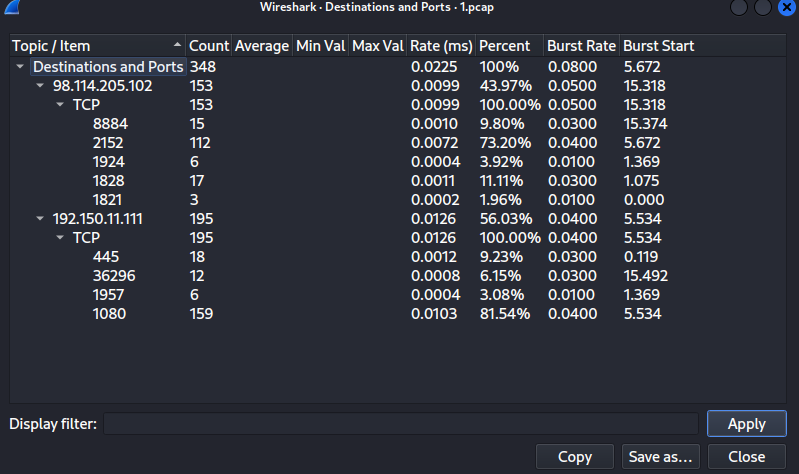 Wireshark · Destinations and Ports · 1.pcap
Topic / Item Count Average Min Val Max Val Rate (ms) Percent Burst Rate Burst Start
Destinations and Ports 348 0.0225 100% 0.0800 5.672
98.114.205.102 153 0.0099 43.97% 0.0500 15.318
TCP 153 0.0099 100.00% 0.0500 15.318
8884 15 0.0010 9.80% 0.0300 15.374
2152 112 0.0072 73.20% 0.0400 5.672
1924 6 0.0004 3.92% 0.0100 1.369
1828 17 0.0011 11.11% 0.0300 1.075
1821 3 0.0002 1.96% 0.0100 0.000
192.150.11.111 195 0.0126 56.03% 0.0400 5.534
TCP 195 0.0126 100.00% 0.0400 5.534
445 18 0.0012 9.23% 0.0300 0.119
36296 12 0.0008 6.15% 0.0300 15.492
1957 6 0.0004 3.08% 0.0100 1.369
1080 159 0.0103 81.54% 0.0400 5.534
Display filter: Apply
Copy Save as... Close